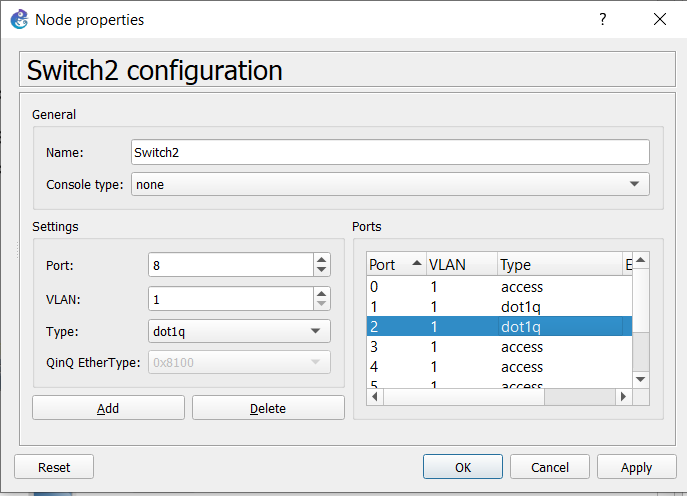 Node properties
Switch2 configuration
General
Name: Switch2
Console type: none
Settings
Port: 8
VLAN: 1
Type: dot1q
QinQ EtherType: 0x8100
Add Delete
Ports
Port VLAN Type E
0 1 access
1 1 dot1q
2 1 dot1q
3 1 access
4 1 access
5 1 access
Reset OK Cancel Apply